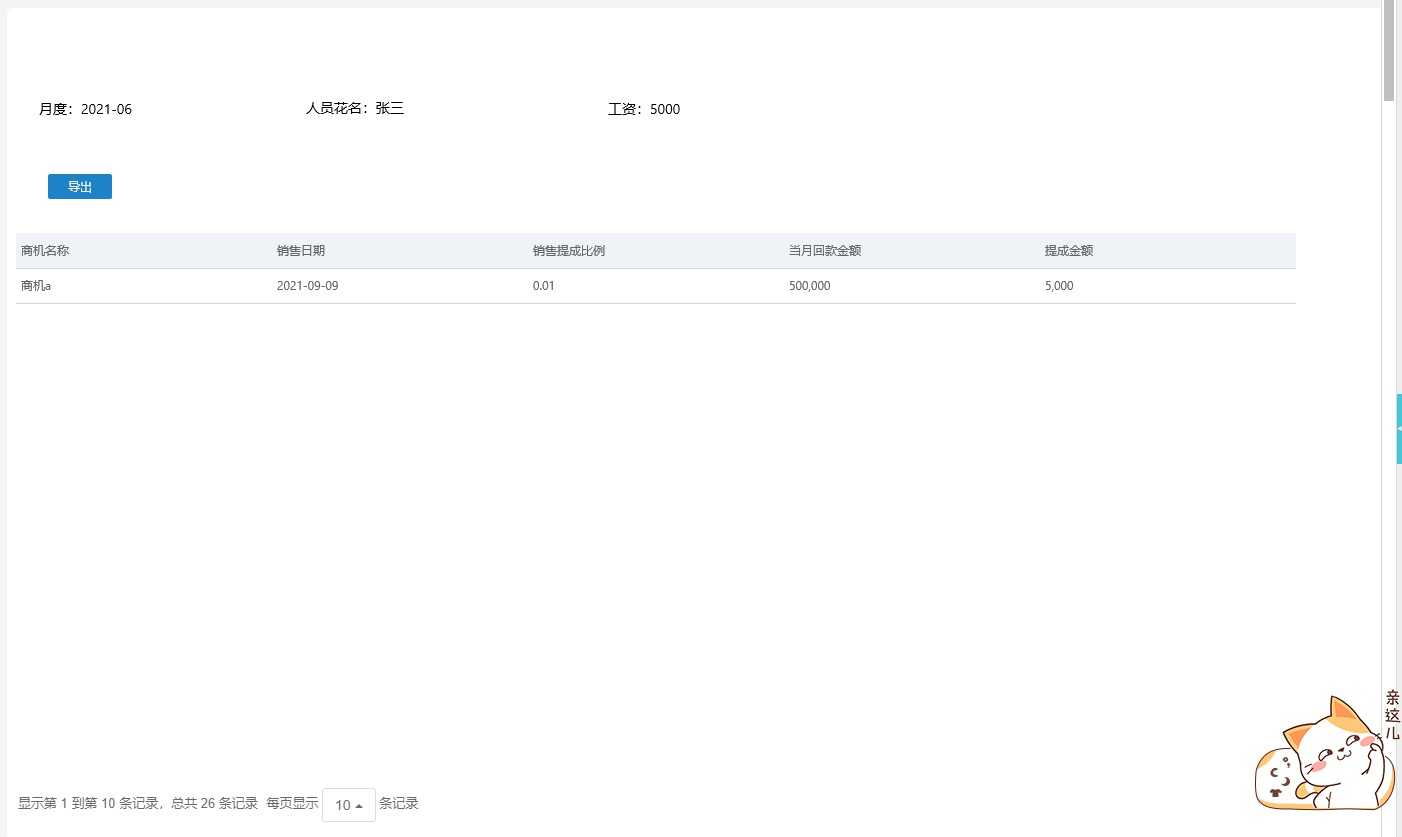 月度：2021-06 人员花名：张三 工资：5000
导出
商机名称 销售日期 销售提成比例 当月回款金额 提成金额
商机a 2021-09-09 0.01 500,000 5,000
亲这儿
显示第 1 到第 10 条记录，总共 26 条记录 每页显示 10 条记录